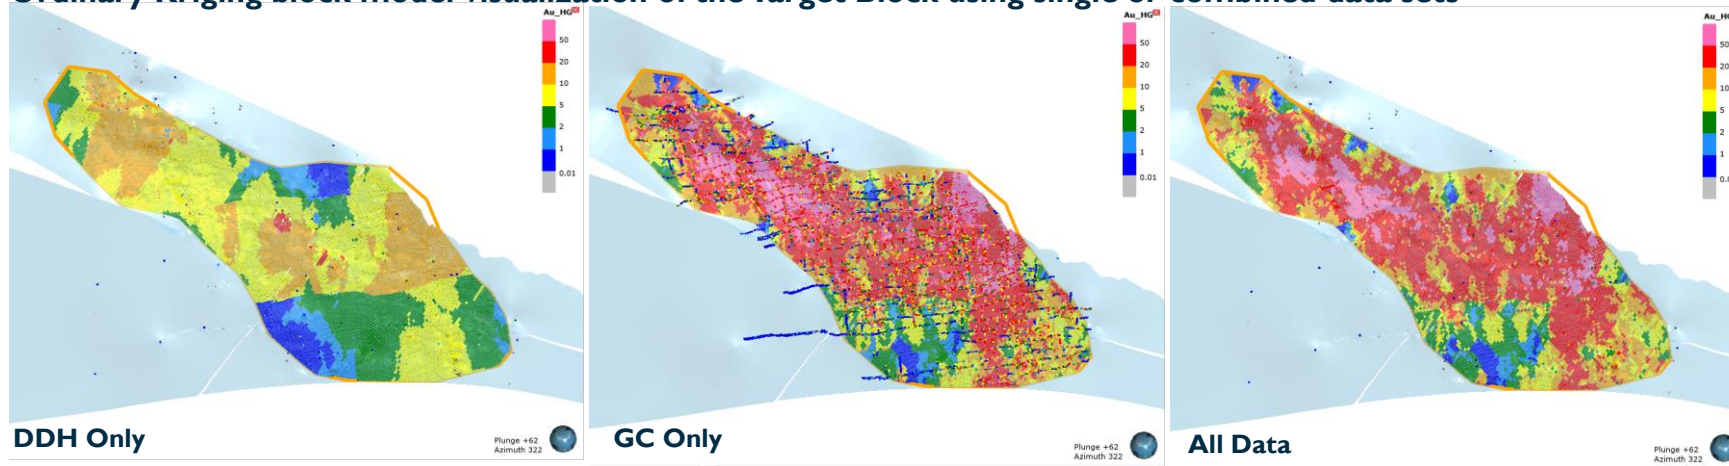 Ordinary Kriging block model visualization of the Target Block using single or combined data sets
Au_HG
50
20
10
5
2
1
0.01
DDH Only
Plunge +62
Azimuth 322
Au_HG
50
20
10
5
2
1
0.01
GC Only
Plunge +62
Azimuth 322
Au_HG
50
20
10
5
2
1
All Data
Plunge +62
Azimuth 322